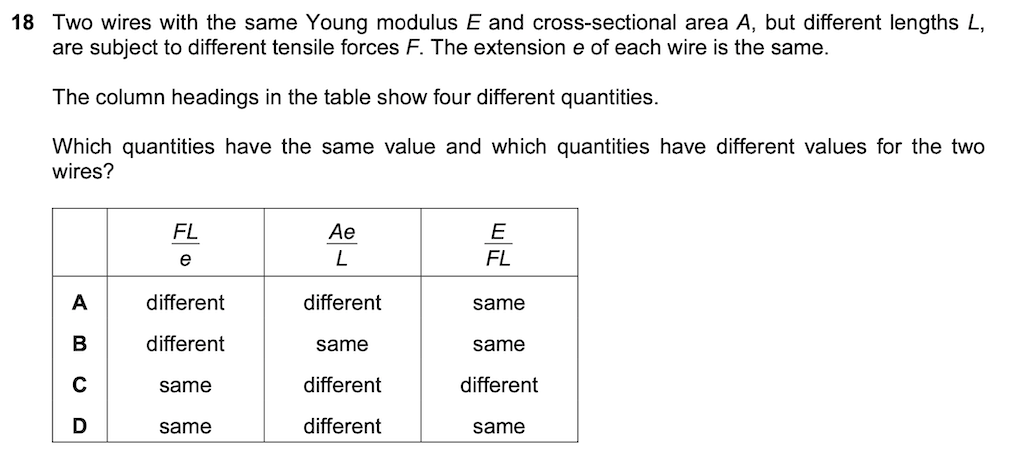 18 Two wires with the same Young modulus E and cross-sectional area A, but different lengths L,
are subject to different tensile forces F. The extension e of each wire is the same.
The column headings in the table show four different quantities.
Which quantities have the same value and which quantities have different values for the two
wires?
FL Ae E
e L FL
A different different same
B different same same
C same different different
D same different same